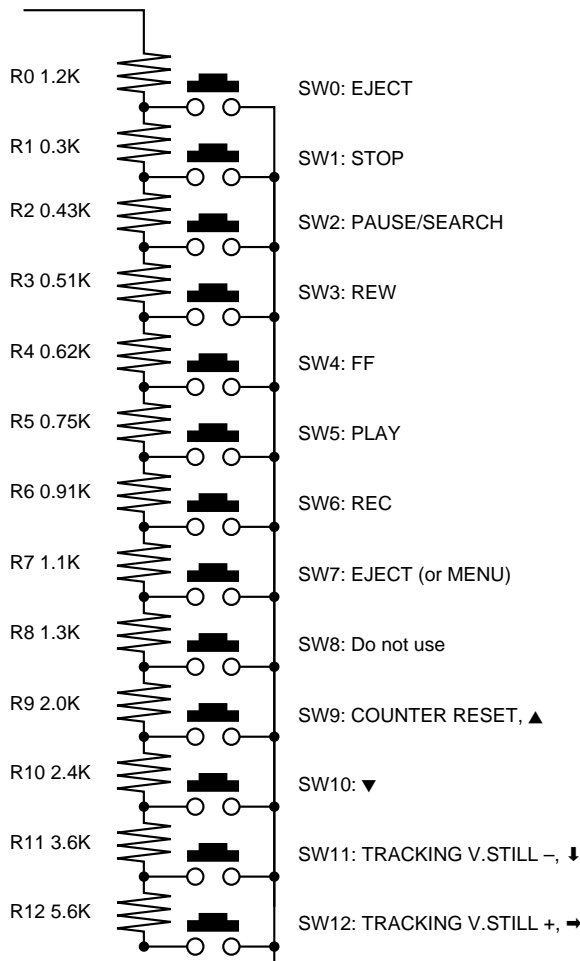 R0 1.2K
SW0: EJECT
R1 0.3K
SW1: STOP
R2 0.43K
SW2: PAUSE/SEARCH
R3 0.51K
SW3: REW
R4 0.62K
SW4: FF
R5 0.75K
SW5: PLAY
R6 0.91K
SW6: REC
R7 1.1K
SW7: EJECT (or MENU)
R8 1.3K
SW8: Do not use
R9 2.0K
SW9: COUNTER RESET, ▲
R10 2.4K
SW10: ▼
R11 3.6K
SW11: TRACKING V.STILL –, ⬇
R12 5.6K
SW12: TRACKING V.STILL +, ➡